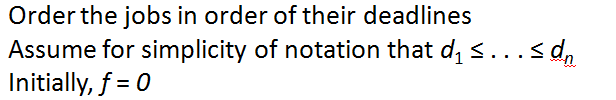 Order the jobs in order of their deadlines
Assume for simplicity of notation that d₁ ≤ . . . ≤ dₙ
Initially, f = 0